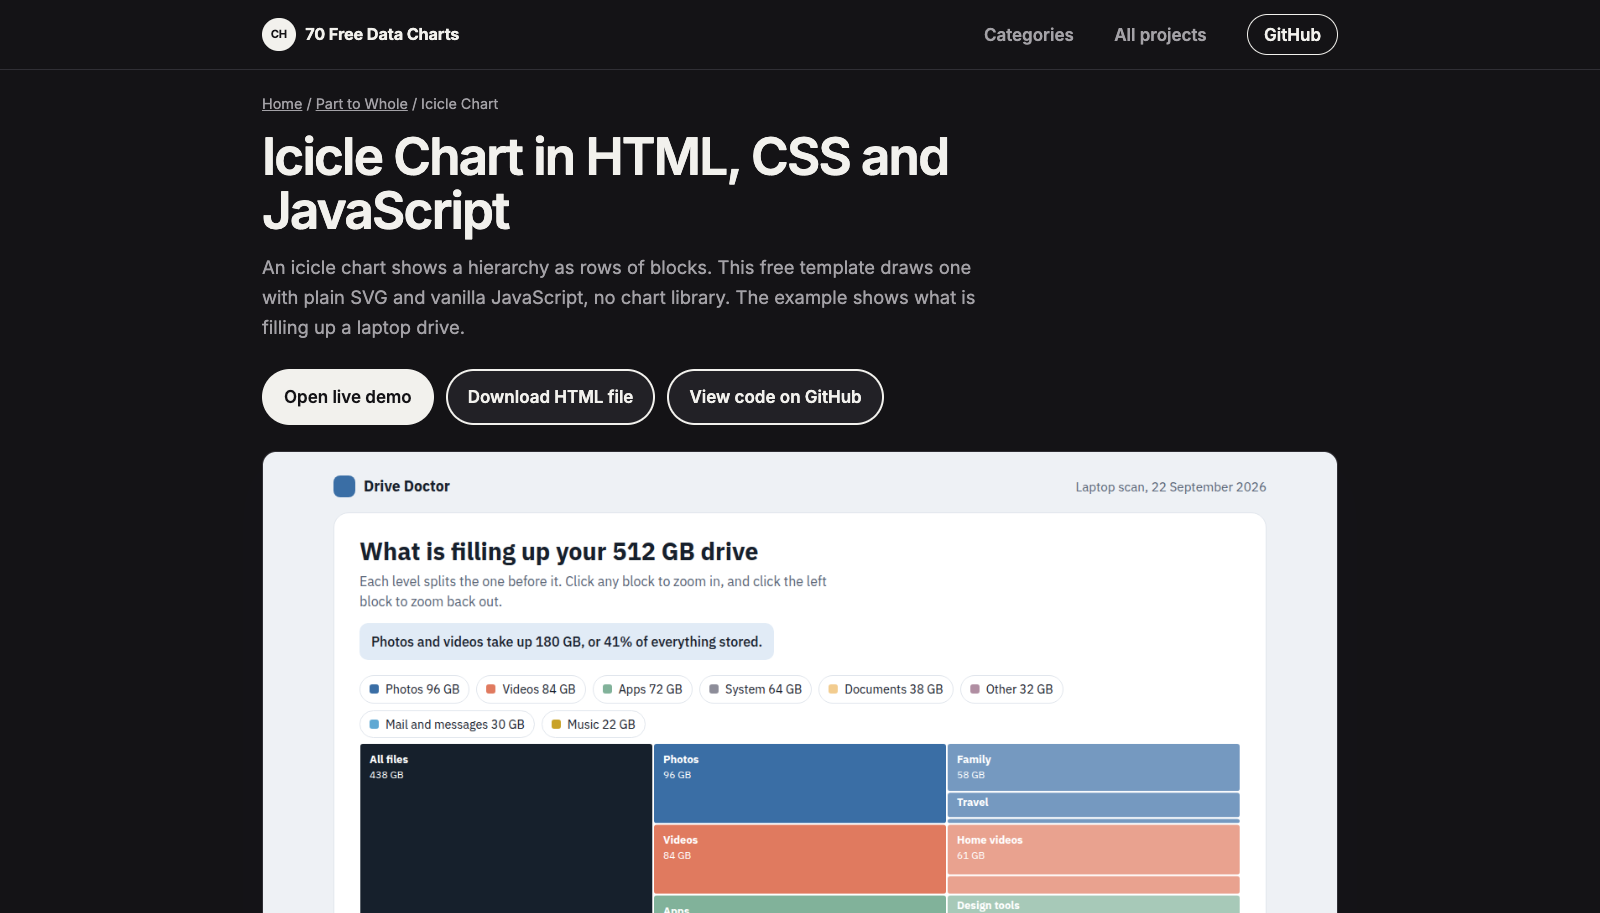 CH 70 Free Data Charts
Categories All projects GitHub
Home / Part to Whole / Icicle Chart
Icicle Chart in HTML, CSS and
JavaScript
An icicle chart shows a hierarchy as rows of blocks. This free template draws one
with plain SVG and vanilla JavaScript, no chart library. The example shows what is
filling up a laptop drive.
Open live demo Download HTML file View code on GitHub
Drive Doctor Laptop scan, 22 September 2026
What is filling up your 512 GB drive
Each level splits the one before it. Click any block to zoom in, and click the left
block to zoom back out.
Photos and videos take up 180 GB, or 41% of everything stored.
Photos 96 GB Videos 84 GB Apps 72 GB System 64 GB Documents 38 GB Other 32 GB
Mail and messages 30 GB Music 22 GB
All files Photos Family
438 GB 96 GB 58 GB
Travel
Videos Home videos
84 GB 61 GB
Apps Design tools